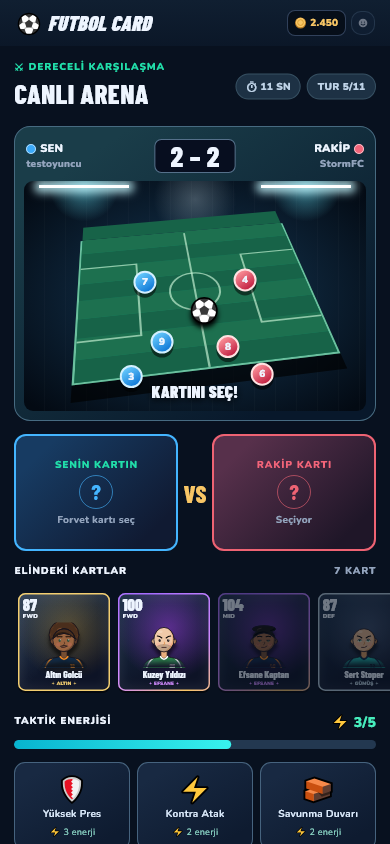 FUTBOL CARD
2.450
DERECELİ KARŞILAŞMA
CANLI ARENA
11 SN
TUR 5/11
SEN
testoyuncu
2 – 2
RAKİP
StormFC
7
4
9
8
3
6
KARTINI SEÇ!
SENİN KARTIN
?
Forvet kartı seç
VS
RAKİP KARTI
?
Seçiyor
ELİNDEKİ KARTLAR
7 KART
87
FWD
Altın Golcü
• ALTIN •
100
FWD
Kuzey Yıldızı
• EFSANE •
104
MID
Efsane Kaptan
• EFSANE •
87
DEF
Sert Stoper
• GÜMÜŞ •
TAKTİK ENERJİSİ
3/5
Yüksek Pres
3 enerji
Kontra Atak
2 enerji
Savunma Duvarı
2 enerji